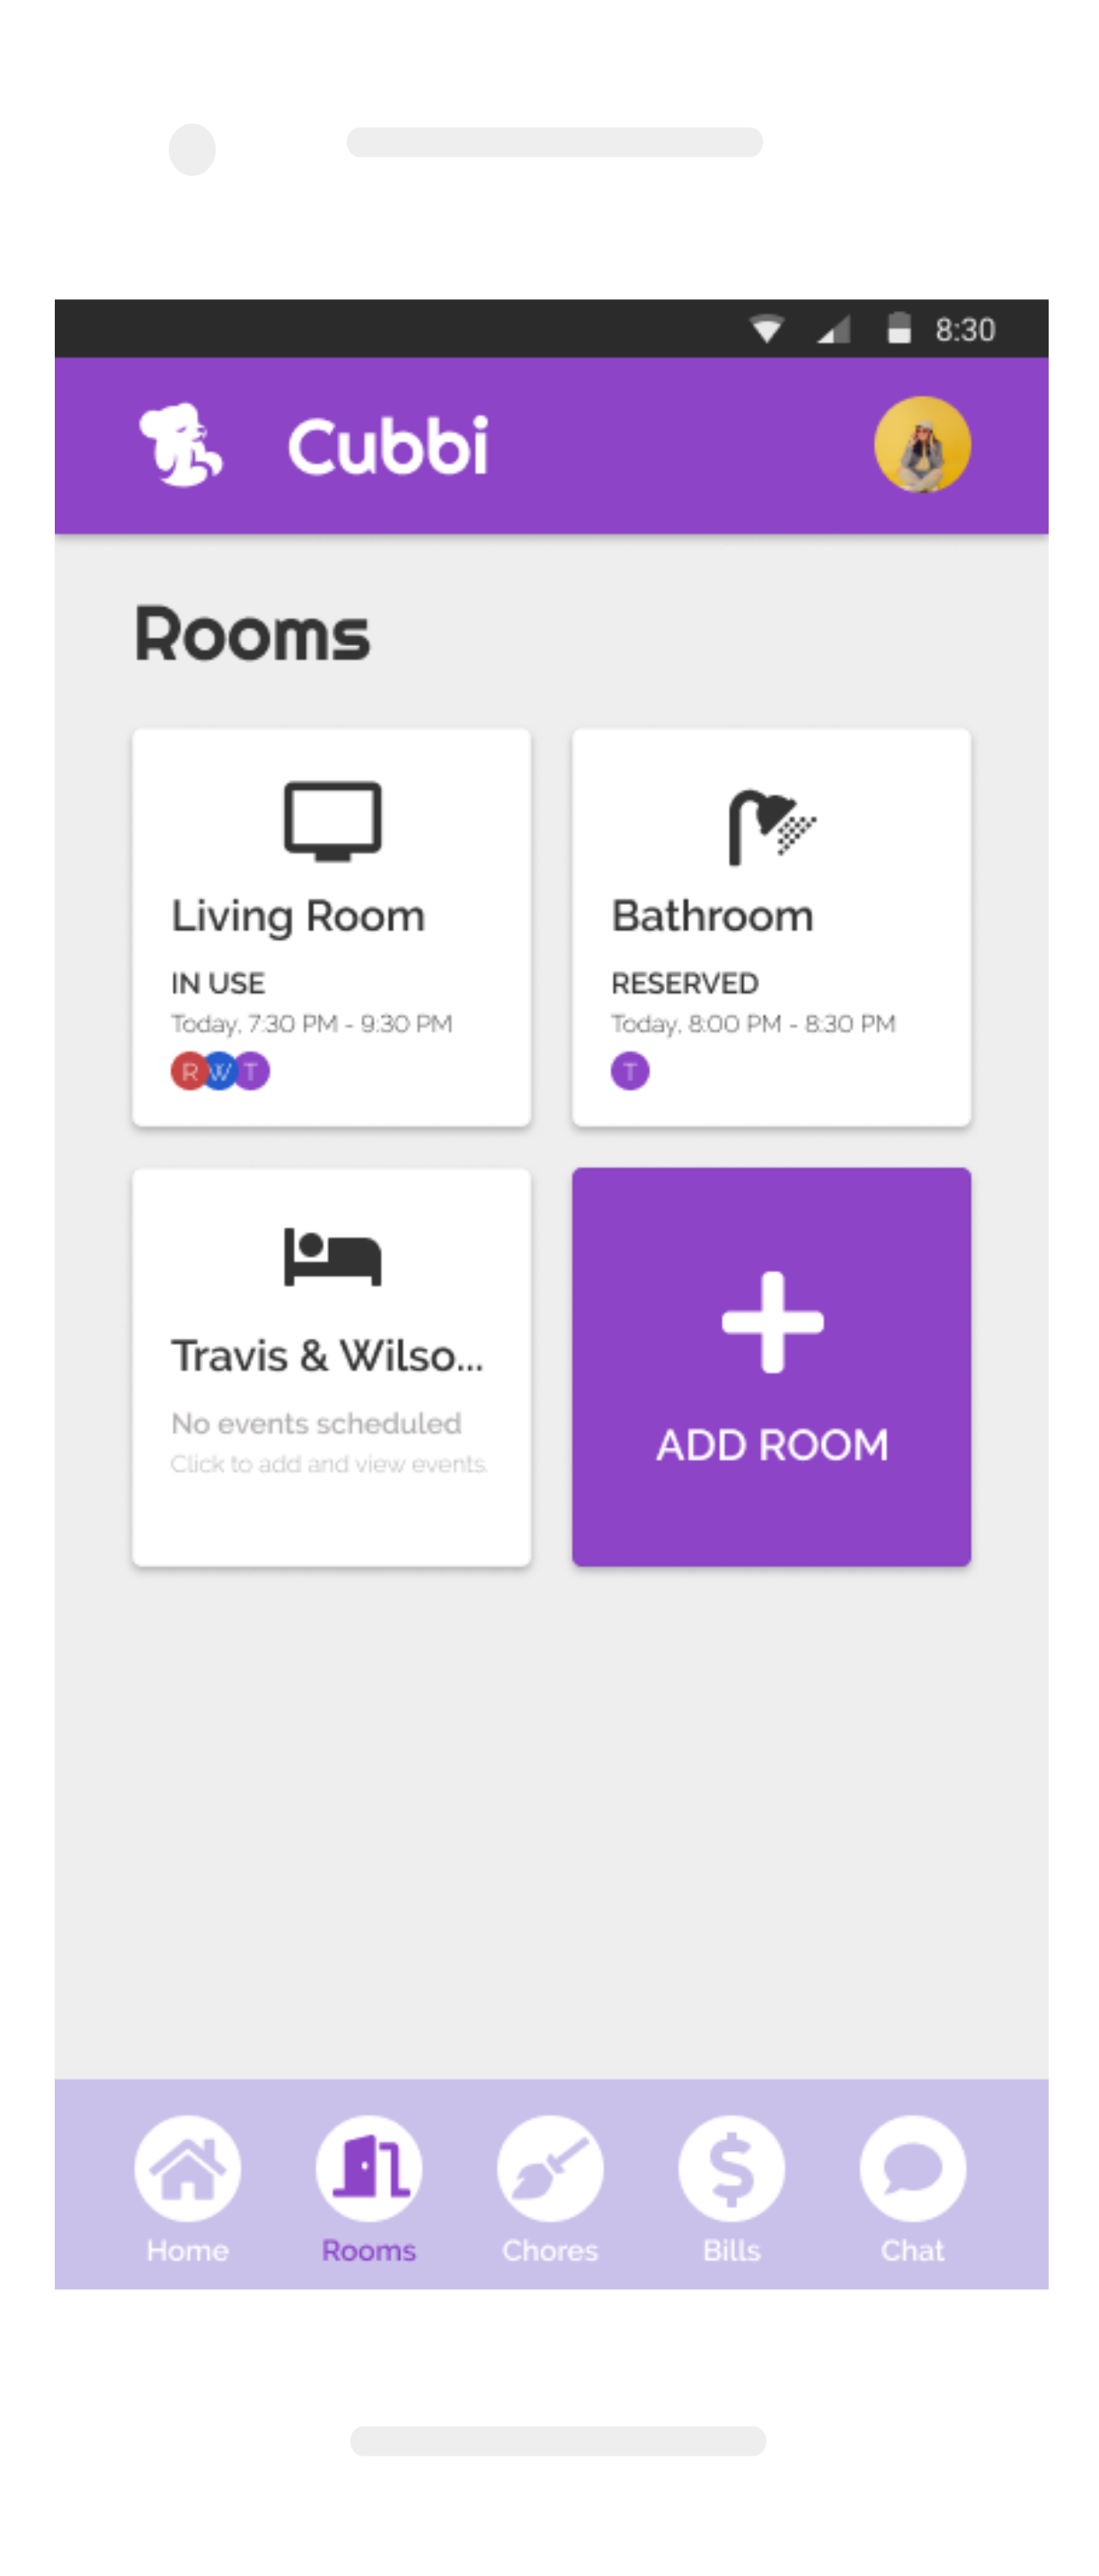 8:30
Cubbi
Rooms
Living Room
IN USE
Today, 7:30 PM - 9:30 PM
R W T
Bathroom
RESERVED
Today, 8:00 PM - 8:30 PM
T
Travis & Wilso...
No events scheduled
Click to add and view events.
ADD ROOM
Home Rooms Chores Bills Chat